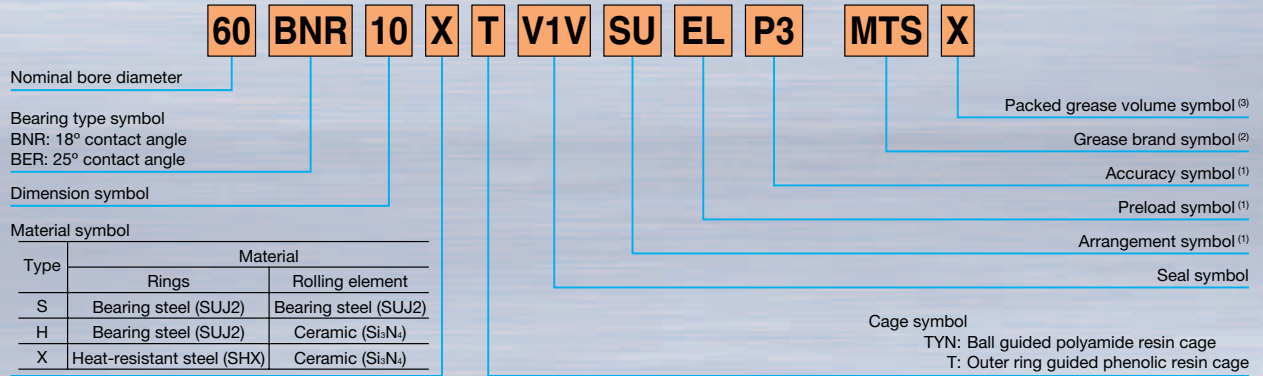 60 BNR 10 X T V1V SU EL P3 MTS X
Nominal bore diameter
Bearing type symbol
BNR: 18º contact angle
BER: 25º contact angle
Dimension symbol
Material symbol
Type Material
Rings Rolling element
S Bearing steel (SUJ2) Bearing steel (SUJ2)
H Bearing steel (SUJ2) Ceramic (Si₃N₄)
X Heat-resistant steel (SHX) Ceramic (Si₃N₄)
Packed grease volume symbol (3)
Grease brand symbol (2)
Accuracy symbol (1)
Preload symbol (1)
Arrangement symbol (1)
Seal symbol
Cage symbol
TYN: Ball guided polyamide resin cage
T: Outer ring guided phenolic resin cage